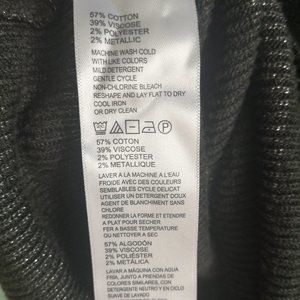 57% COTTON
39% VISCOSE
2% POLYESTER
2% METALLIC
MACHINE WASH COLD
WITH LIKE COLORS
MILD DETERGENT
GENTLE CYCLE
NON-CHLORINE BLEACH
RESHAPE AND LAY FLAT TO DRY
COOL IRON
OR DRY CLEAN
57% COTON
39% VISCOSE
2% POLYESTER
2% METALLIQUE
LAVER A LA MACHINE A L'EAU
FROIDE AVEC DES COULEURS
SEMBLABLES CYCLE DELICAT
UTILISER UN DETERGENT DOUX
AGENT DE BLANCHIMENT SANS
CHLORE
REDONNER LA FORME ET ETENDRE
A PLAT POUR SECHER
FER A BASSE TEMPERATURE
OU NETTOYER A SEC
57% ALGODÓN
39% VISCOSA
2% POLIÉSTER
2% METÁLICA
LAVAR A MÁQUINA CON AGUA
FRÍA, JUNTO A PRENDAS DE
COLORES SIMILARES, CON
DETERGENTE NEUTRO Y EN CICLO
SUAVE DE LAVADO